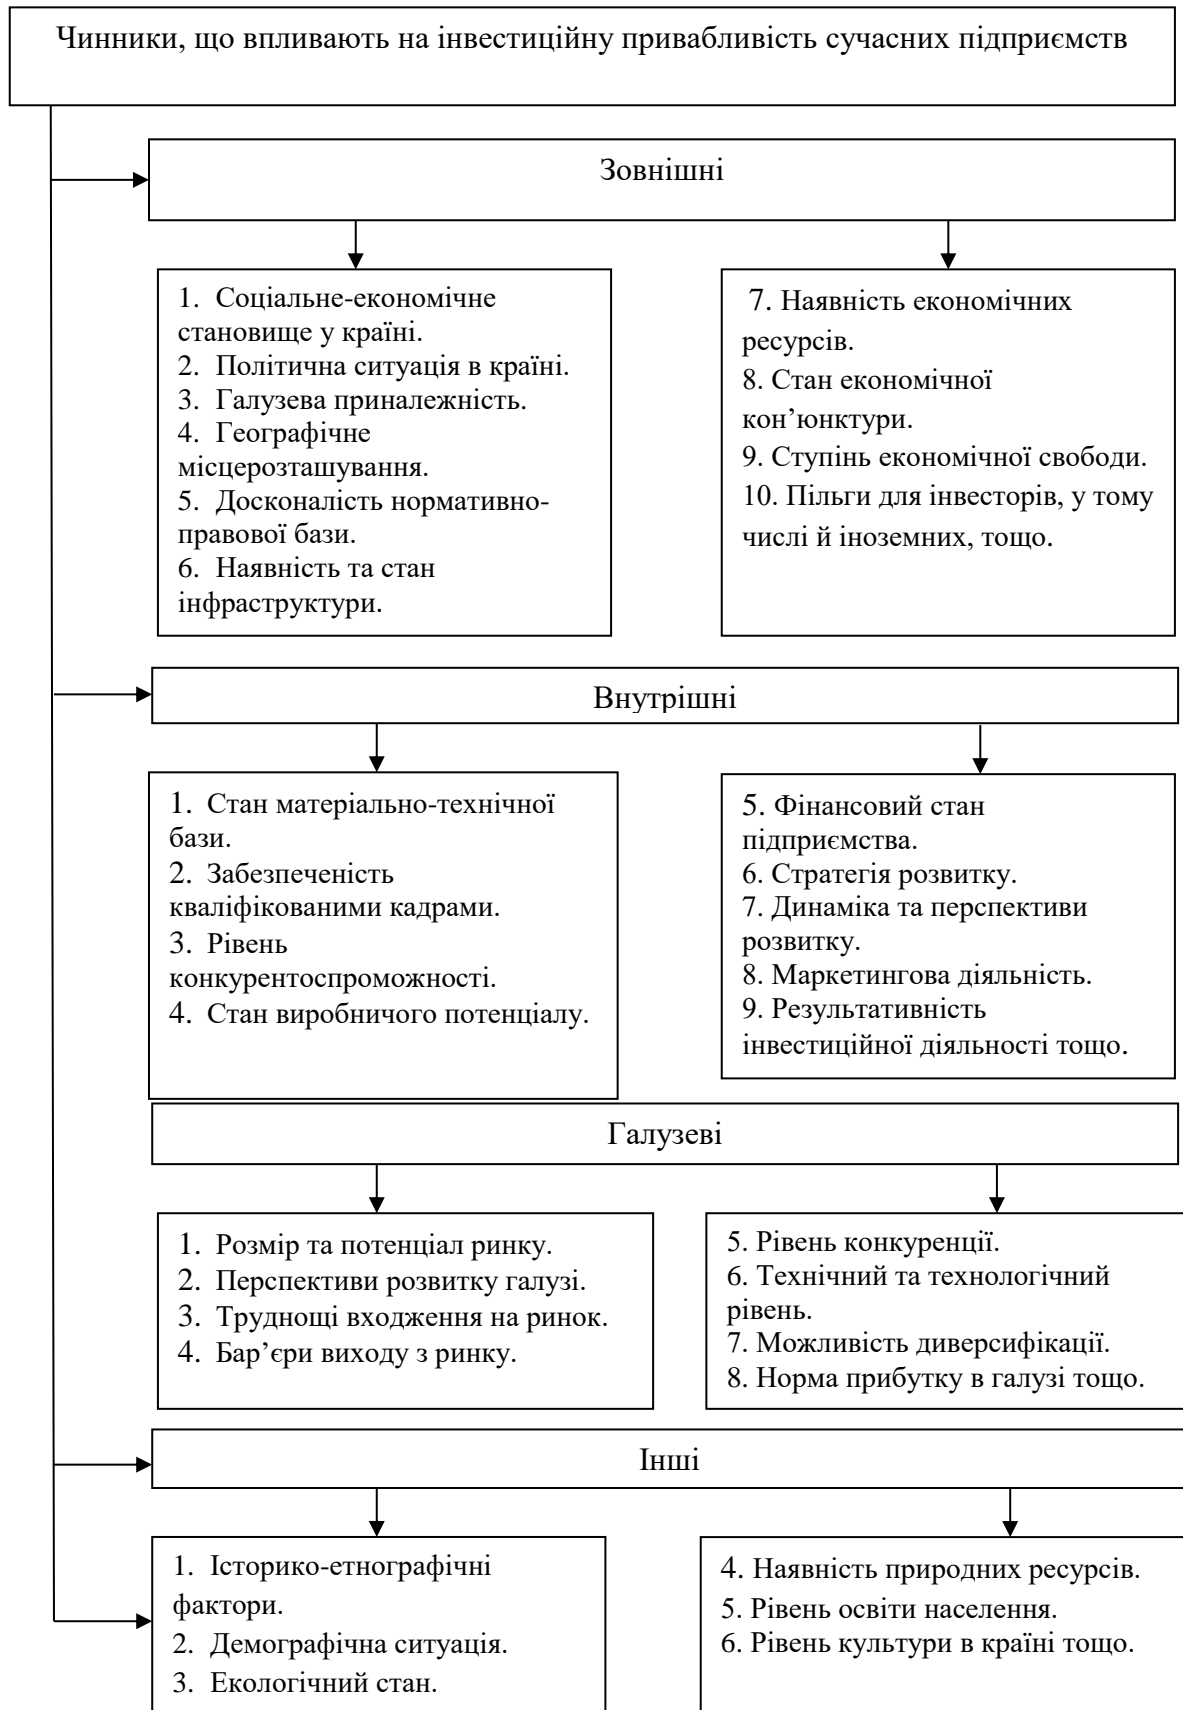 Чинники, що впливають на інвестиційну привабливість сучасних підприємств
Зовнішні
1. Соціальне-економічне
становище у країні.
2. Політична ситуація в країні.
3. Галузева приналежність.
4. Географічне
місцерозташування.
5. Досконалість нормативно-
правової бази.
6. Наявність та стан
інфраструктури.
7. Наявність економічних
ресурсів.
8. Стан економічної
кон’юнктури.
9. Ступінь економічної свободи.
10. Пільги для інвесторів, у тому
числі й іноземних, тощо.
Внутрішні
1. Стан матеріально-технічної
бази.
2. Забезпеченість
кваліфікованими кадрами.
3. Рівень
конкурентоспроможності.
4. Стан виробничого потенціалу.
5. Фінансовий стан
підприємства.
6. Стратегія розвитку.
7. Динаміка та перспективи
розвитку.
8. Маркетингова діяльність.
9. Результативність
інвестиційної діяльності тощо.
Галузеві
1. Розмір та потенціал ринку.
2. Перспективи розвитку галузі.
3. Труднощі входження на ринок.
4. Бар’єри виходу з ринку.
5. Рівень конкуренції.
6. Технічний та технологічний
рівень.
7. Можливість диверсифікації.
8. Норма прибутку в галузі тощо.
Інші
1. Історико-етнографічні
фактори.
2. Демографічна ситуація.
3. Екологічний стан.
4. Наявність природних ресурсів.
5. Рівень освіти населення.
6. Рівень культури в країні тощо.